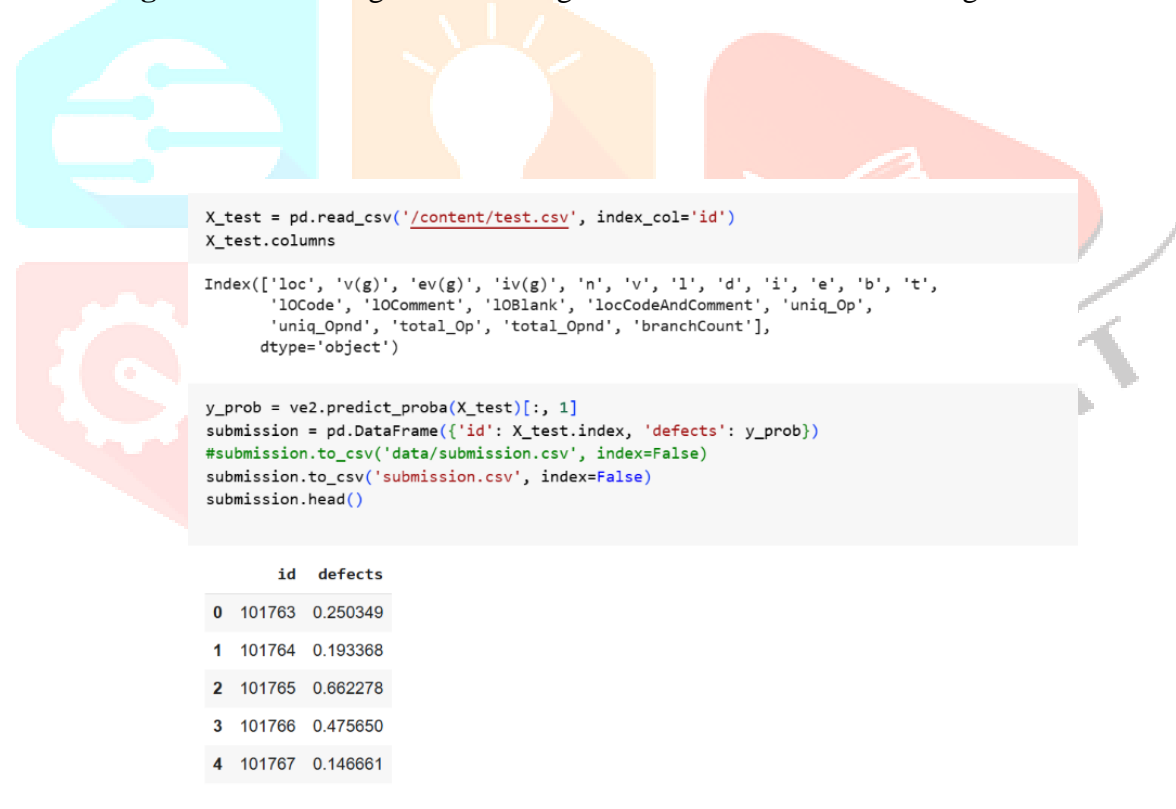 X_test = pd.read_csv('/content/test.csv', index_col='id')
X_test.columns
Index(['loc', 'v(g)', 'ev(g)', 'iv(g)', 'n', 'v', 'l', 'd', 'i', 'e', 'b', 't',
'lOCode', 'lOComment', 'lOBlank', 'locCodeAndComment', 'uniq_Op',
'uniq_Opnd', 'total_Op', 'total_Opnd', 'branchCount'],
dtype='object')
y_prob = ve2.predict_proba(X_test)[:, 1]
submission = pd.DataFrame({'id': X_test.index, 'defects': y_prob})
#submission.to_csv('data/submission.csv', index=False)
submission.to_csv('submission.csv', index=False)
submission.head()
id defects
0 101763 0.250349
1 101764 0.193368
2 101765 0.662278
3 101766 0.475650
4 101767 0.146661